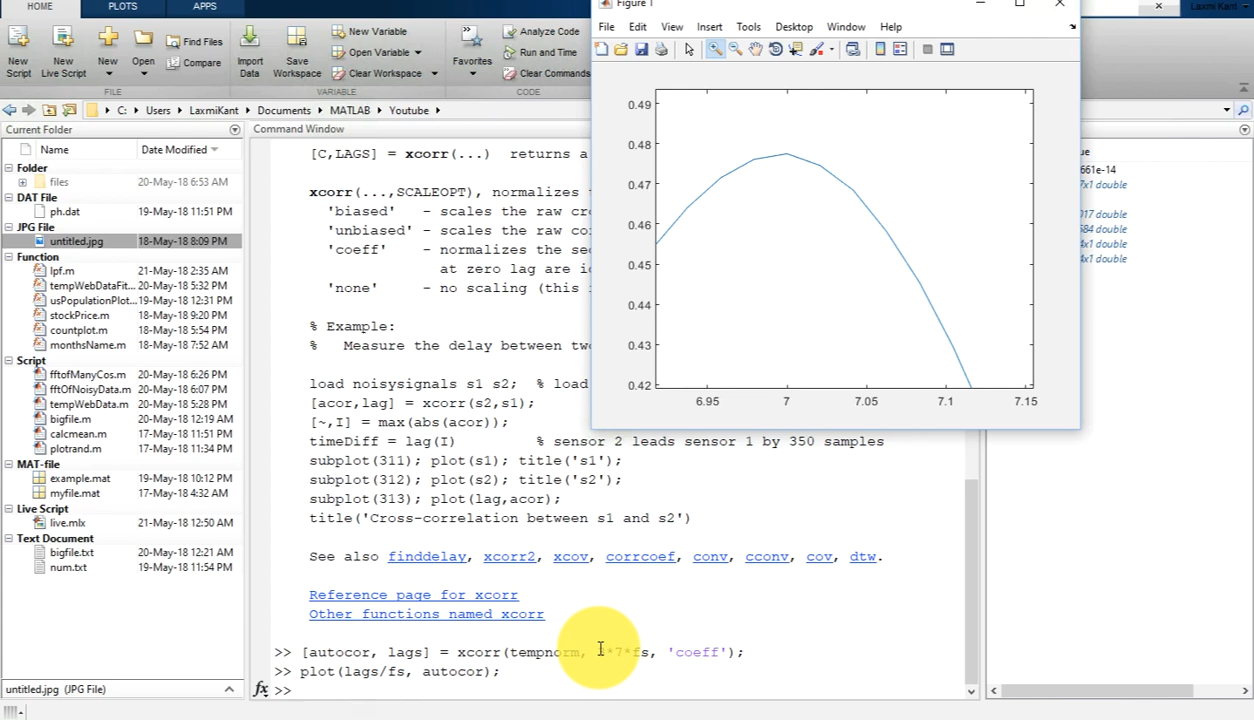 HOME PLOTS APPS
Laxmi Kant
New Script
New Live Script
New
Open
Find Files
Compare
Import Data
Save Workspace
New Variable
Open Variable
Clear Workspace
Favorites
Analyze Code
Run and Time
Clear Commands
FILE VARIABLE CODE
C: Users LaxmiKant Documents MATLAB Youtube
Current Folder
Name Date Modified
Folder
files 20-May-18 6:53 AM
DAT File
ph.dat 19-May-18 11:51 PM
JPG File
untitled.jpg 18-May-18 8:09 PM
Function
lpf.m 21-May-18 2:35 AM
tempWebDataFit... 20-May-18 5:32 PM
usPopulationPlot... 19-May-18 12:31 PM
stockPrice.m 18-May-18 9:20 PM
countplot.m 18-May-18 5:54 PM
monthsName.m 18-May-18 7:52 AM
Script
fftofManyCos.m 20-May-18 6:26 PM
fftOfNoisyData.m 20-May-18 6:07 PM
tempWebData.m 20-May-18 5:28 PM
bigfile.m 20-May-18 12:19 AM
calcmean.m 17-May-18 11:51 PM
plotrand.m 17-May-18 11:34 PM
MAT-file
example.mat 19-May-18 10:12 PM
myfile.mat 17-May-18 4:32 AM
Live Script
live.mlx 21-May-18 12:50 AM
Text Document
bigfile.txt 20-May-18 12:21 AM
num.txt 19-May-18 11:54 PM
untitled.jpg (JPG File)
Command Window
[C,LAGS] = xcorr(...) returns a
xcorr(...,SCALEOPT), normalizes
'biased' - scales the raw
'unbiased' - scales the raw
'coeff' - normalizes the
at zero lag are
'none' - no scaling (this
% Example:
% Measure the delay between
load noisysignals s1 s2; % load
[acor,lag] = xcorr(s2,s1);
[~,I] = max(abs(acor));
timeDiff = lag(I) % sensor 2 leads sensor 1 by 350 samples
subplot(311); plot(s1); title('s1');
subplot(312); plot(s2); title('s2');
subplot(313); plot(lag,acor);
title('Cross-correlation between s1 and s2')
See also finddelay, xcorr2, xcov, corrcoef, conv, cconv, cov, dtw.
Reference page for xcorr
Other functions named xcorr
>> [autocor, lags] = xcorr(tempnorm, *7*fs, 'coeff');
>> plot(lags/fs, autocor);
fx >>
Figure 1
File Edit View Insert Tools Desktop Window Help
0.49
0.48
0.47
0.46
0.45
0.44
0.43
0.42
6.95 7 7.05 7.1 7.15
661e-14
7x1 double
017 double
584 double
4x1 double
4x1 double